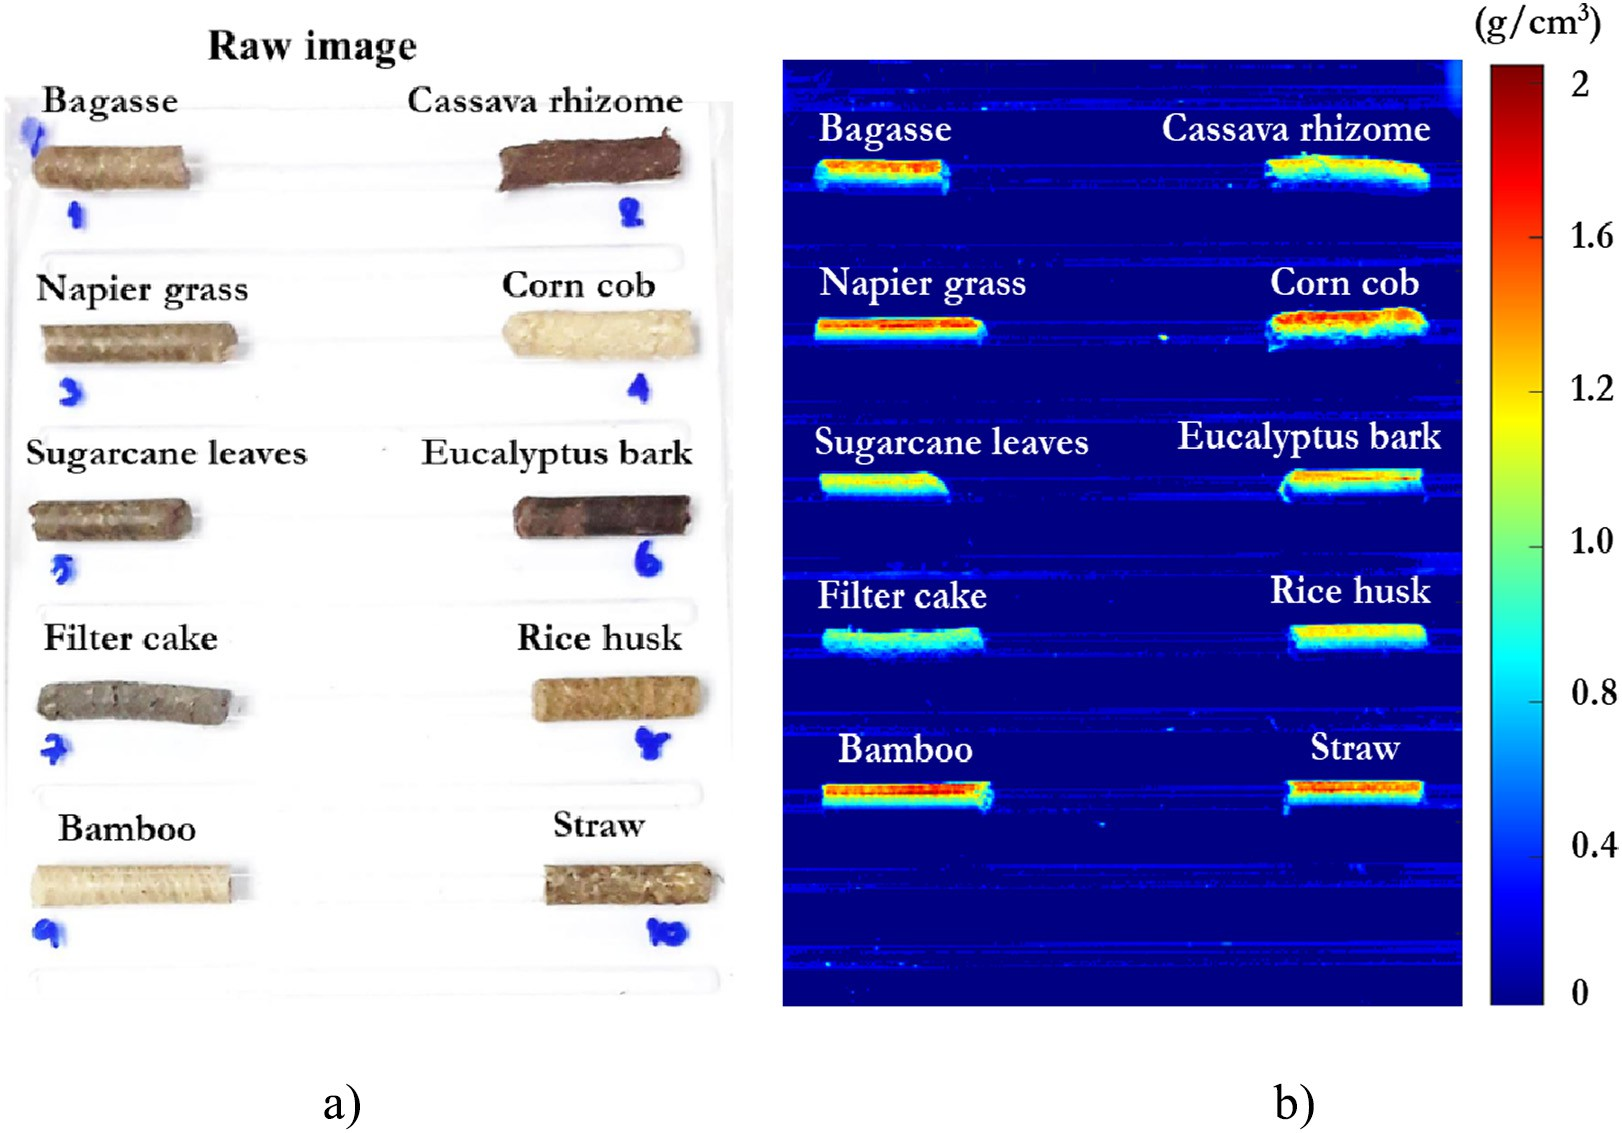 Raw image
Bagasse
Cassava rhizome
1
2
Napier grass
Corn cob
3
4
Sugarcane leaves
Eucalyptus bark
5
6
Filter cake
Rice husk
7
8
Bamboo
Straw
9
10
a)
Bagasse
Cassava rhizome
Napier grass
Corn cob
Sugarcane leaves
Eucalyptus bark
Filter cake
Rice husk
Bamboo
Straw
b)
(g/cm³)
2
1.6
1.2
1.0
0.8
0.4
0